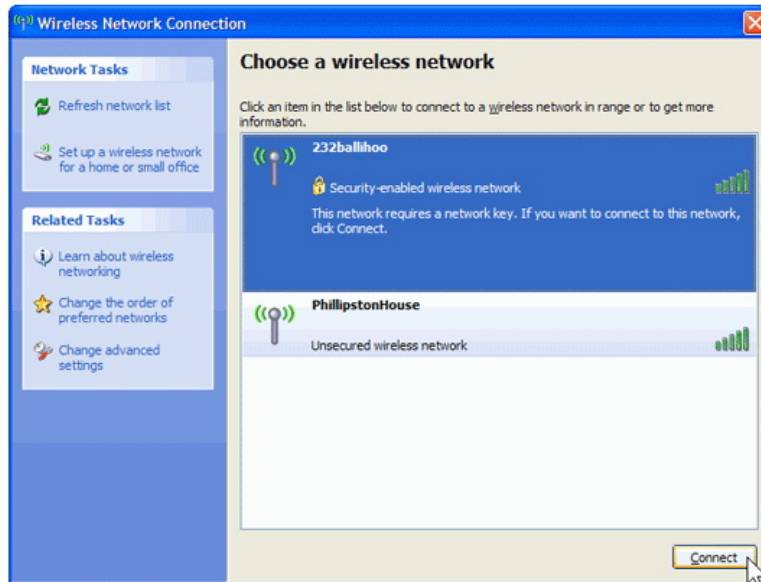 Wireless Network Connection
Network Tasks
Refresh network list
Set up a wireless network
for a home or small office
Related Tasks
Learn about wireless
networking
Change the order of
preferred networks
Change advanced
settings
Choose a wireless network
Click an item in the list below to connect to a wireless network in range or to get more
information.
232ballihoo
Security-enabled wireless network
This network requires a network key. If you want to connect to this network,
click Connect.
PhillipstonHouse
Unsecured wireless network
Connect